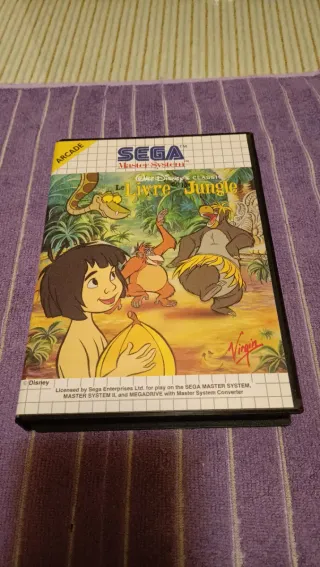 ARCADE
SEGA
Master System™
Walt Disney's CLASSIC
Le Livre de la Jungle
Virgin
© Disney
Licensed by Sega Enterprises Ltd. for play on the SEGA MASTER SYSTEM,
MASTER SYSTEM II, and MEGADRIVE with Master System Converter